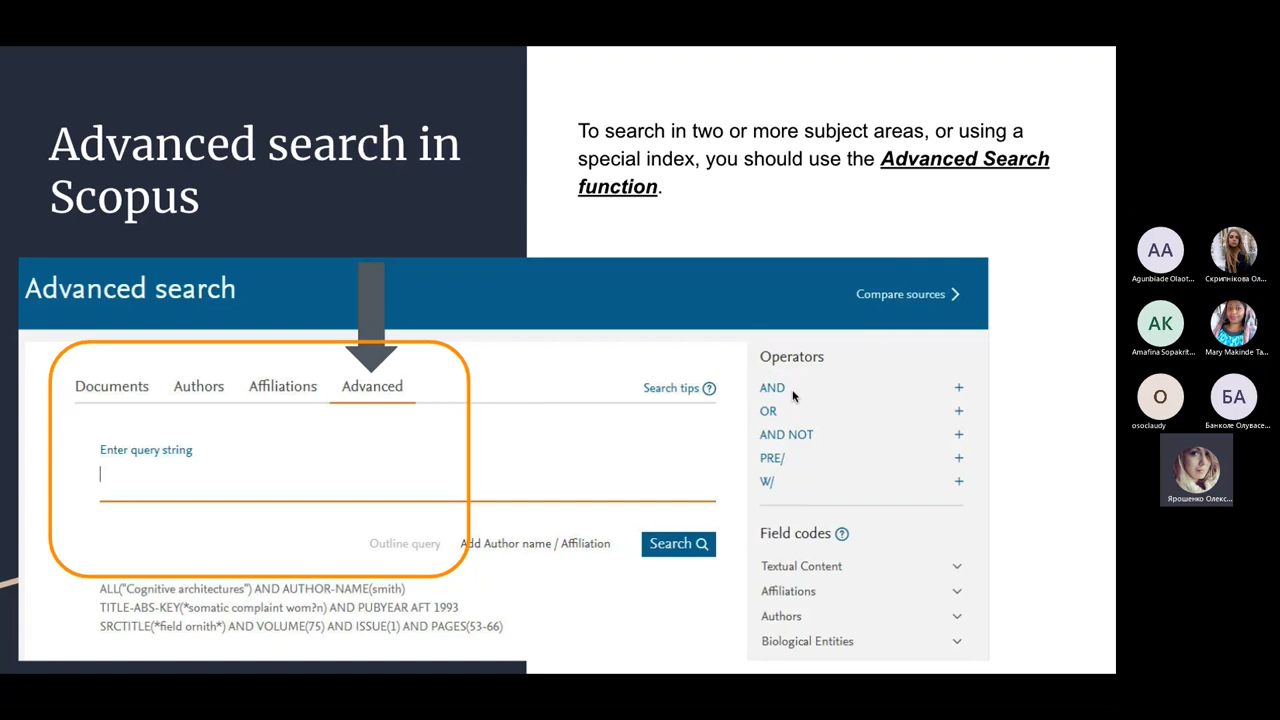 Advanced search in
Scopus
To search in two or more subject areas, or using a
special index, you should use the Advanced Search
function.
Advanced search
Compare sources
Documents
Authors
Affiliations
Advanced
Search tips
Enter query string
Outline query
Add Author name / Affiliation
Search
ALL("Cognitive architectures") AND AUTHOR-NAME(smith)
TITLE-ABS-KEY(*somatic complaint wom?n) AND PUBYEAR AFT 1993
SRCTITLE(*field ornith*) AND VOLUME(75) AND ISSUE(1) AND PAGES(53-66)
Operators
AND
OR
AND NOT
PRE/
W/
Field codes
Textual Content
Affiliations
Authors
Biological Entities
AA
Agunbiade Olaot...
Скрипнікова Ол...
AK
Amafina Sopakrit...
Mary Makinde Ta...
O
osoclaudy
БА
Банколе Олувасе...
Ярошенко Олекс...